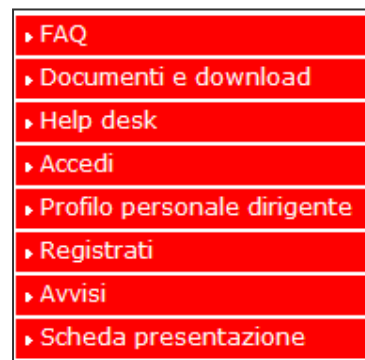 FAQ
Documenti e download
Help desk
Accedi
Profilo personale dirigente
Registrati
Avvisi
Scheda presentazione